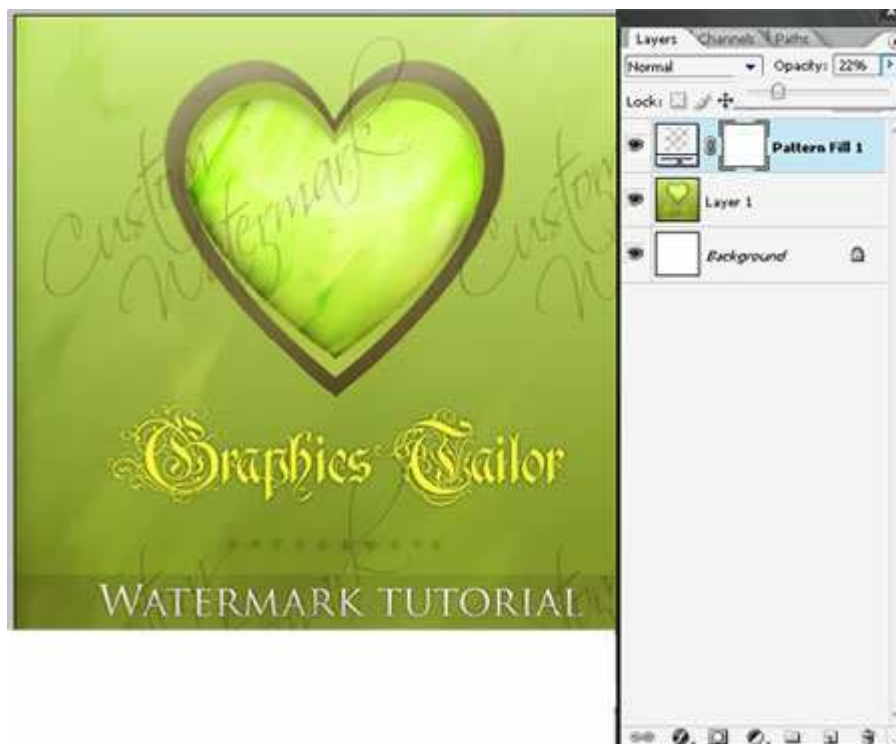 Custom
Watermark
Custom
Graphics Tailor
WATERMARK TUTORIAL
Layers Channels Paths
Normal Opacity: 22%
Lock:
Pattern Fill 1
Layer 1
Background